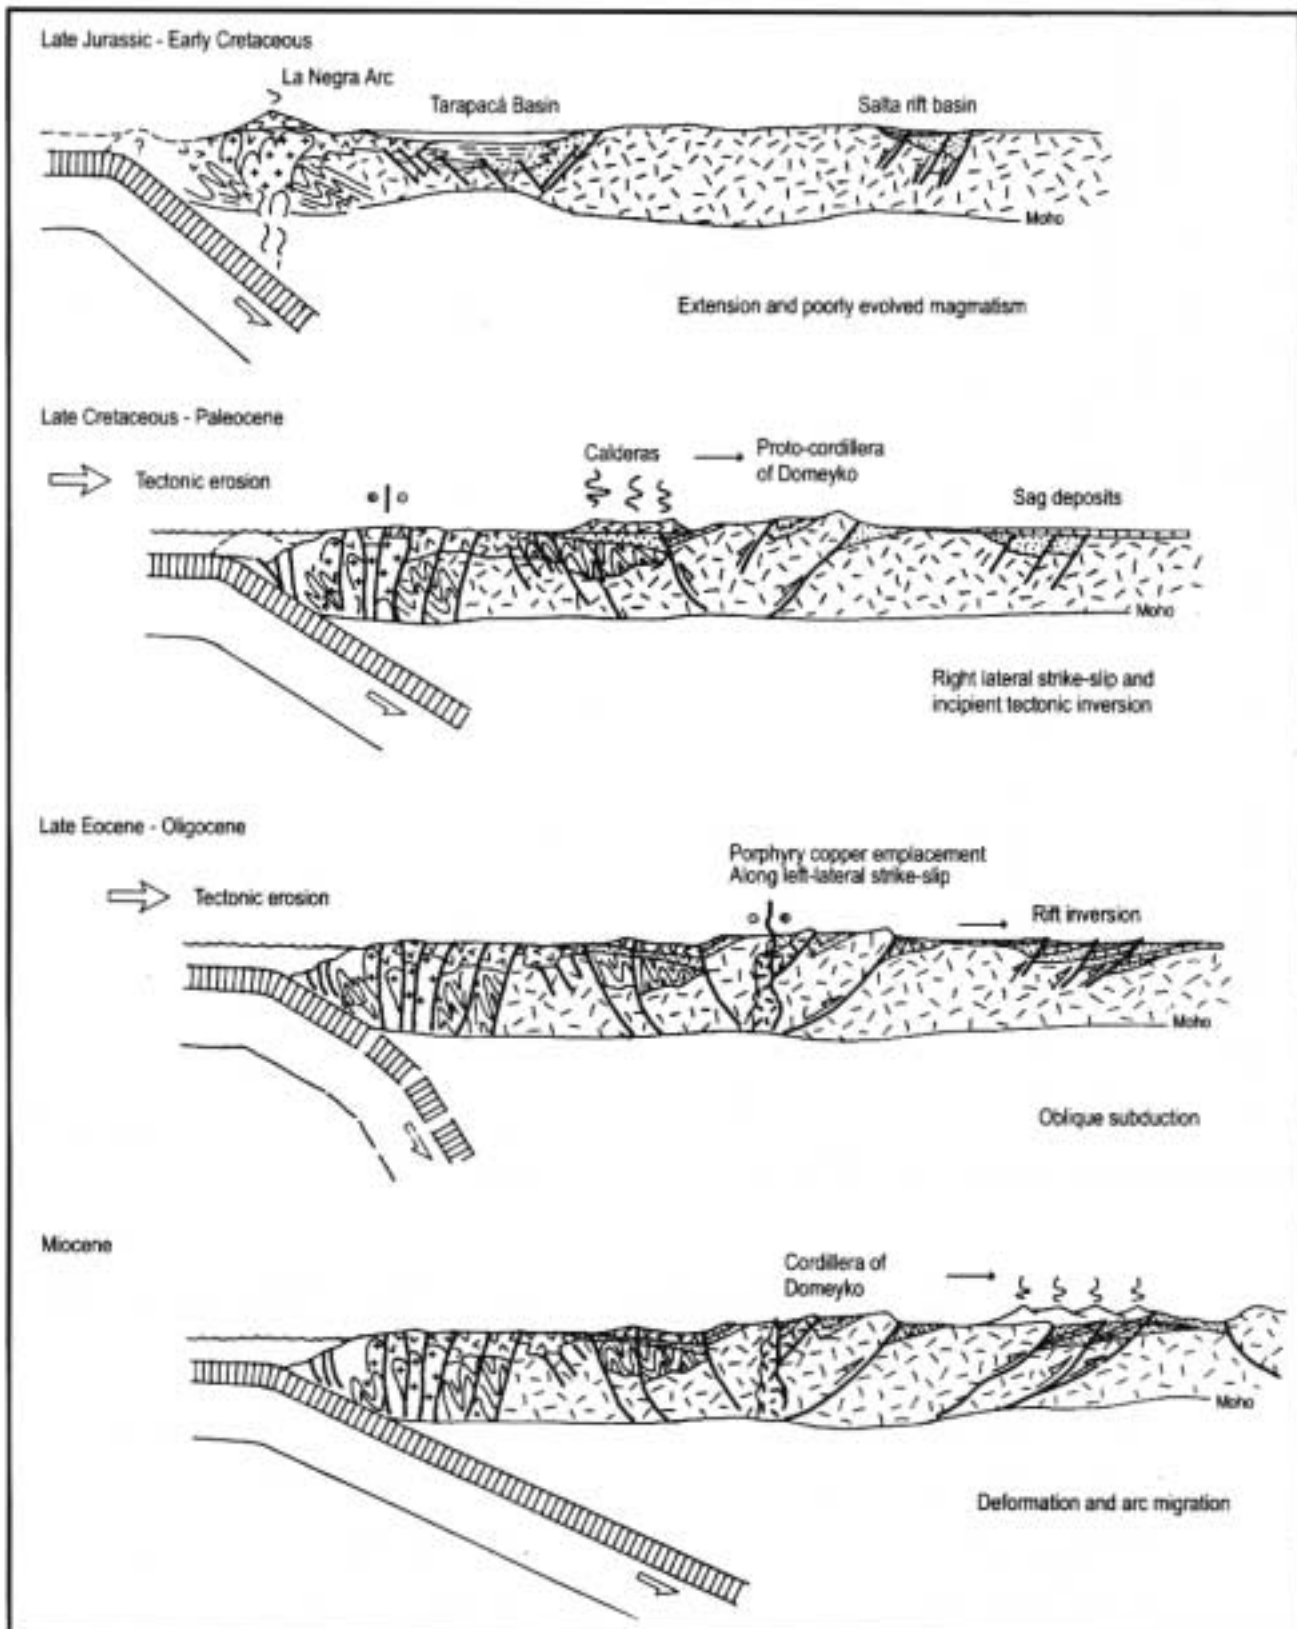 Late Jurassic - Early Cretaceous
La Negra Arc
Tarapacá Basin
Salta rift basin
?
Moho
Extension and poorly evolved magmatism
Late Cretaceous - Paleocene
Calderas
Proto-cordillera
of Domeyko
Tectonic erosion
Sag deposits
Moho
Right lateral strike-slip and
incipient tectonic inversion
Late Eocene - Oligocene
Porphyry copper emplacement
Along left-lateral strike-slip
Tectonic erosion
Rift inversion
Moho
Oblique subduction
Miocene
Cordillera of
Domeyko
Moho
Deformation and arc migration